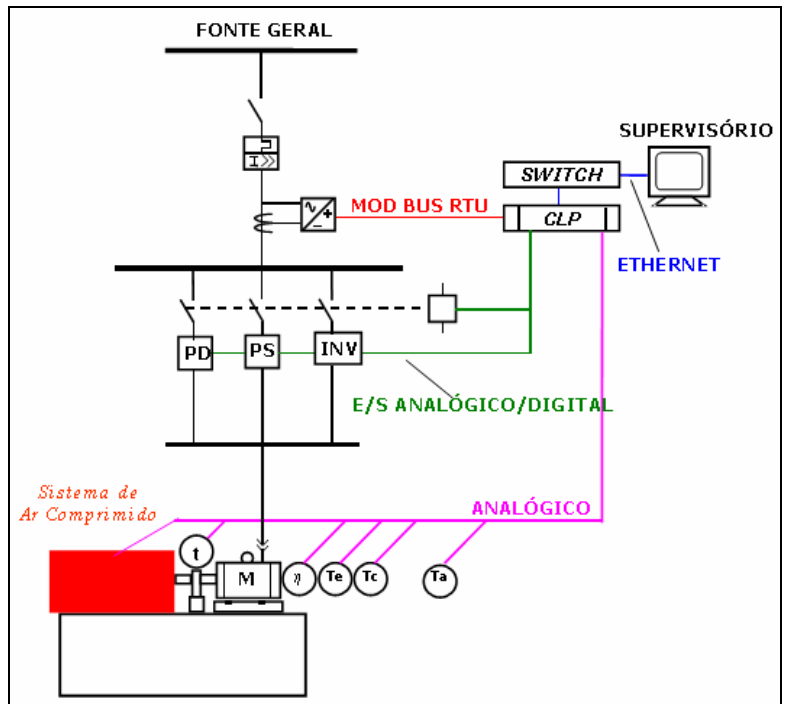 FONTE GERAL
SUPERVISÓRIO
I>>
SWITCH
MOD BUS RTU
CLP
ETHERNET
PD
PS
INV
E/S ANALÓGICO/DIGITAL
Sistema de
Ar Comprimido
ANALÓGICO
t
M
η
Te
Tc
Ta